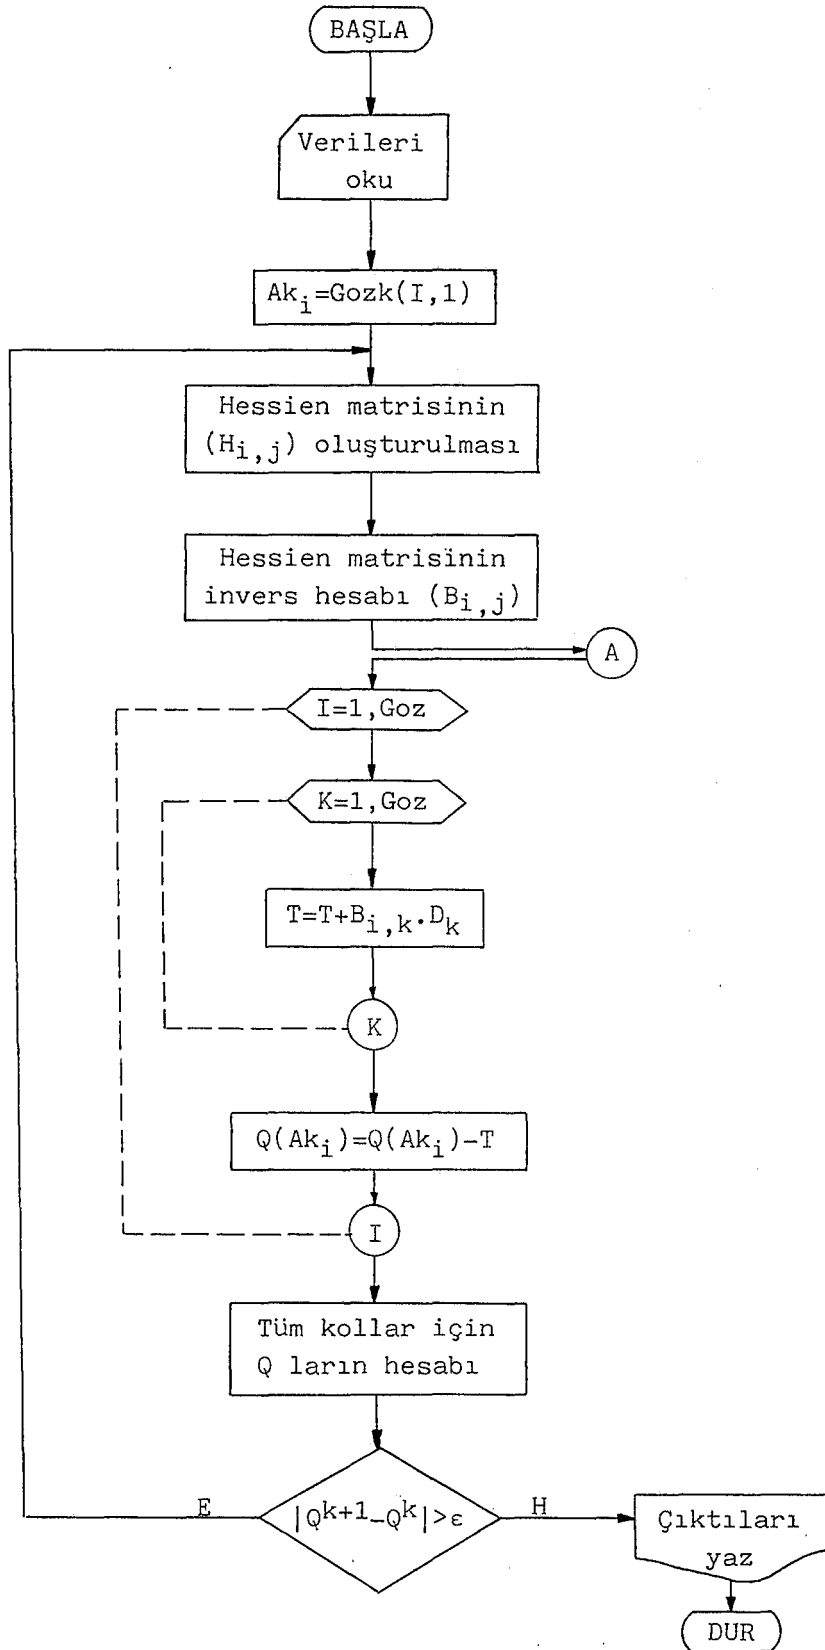 BAŞLA
Verileri
oku
Ak_i=Gozk(I,1)
Hessien matrisinin
(H_i,j) oluşturulması
Hessien matrisinin
invers hesabı (B_i,j)
A
I=1,Goz
K=1,Goz
T=T+B_i,k.D_k
K
Q(Ak_i)=Q(Ak_i)-T
I
Tüm kollar için
Q ların hesabı
E
|Q^k+1-Q^k|>ε
H
Çıktıları
yaz
DUR